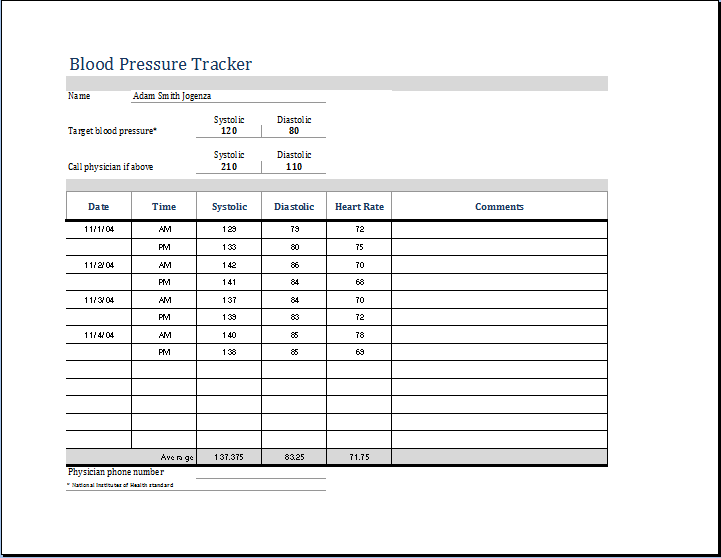 Blood Pressure Tracker
Name Adam Smith Jogenza
Systolic Diastolic
Target blood pressure* 120 80
Systolic Diastolic
Call physician if above 210 110
Date Time Systolic Diastolic Heart Rate Comments
11/1/04 AM 129 79 72
PM 133 80 75
11/2/04 AM 142 86 70
PM 141 84 68
11/3/04 AM 137 84 70
PM 139 83 72
11/4/04 AM 140 85 78
PM 138 85 69
Average 137.375 83.25 71.75
Physician phone number
* National Institutes of Health standard